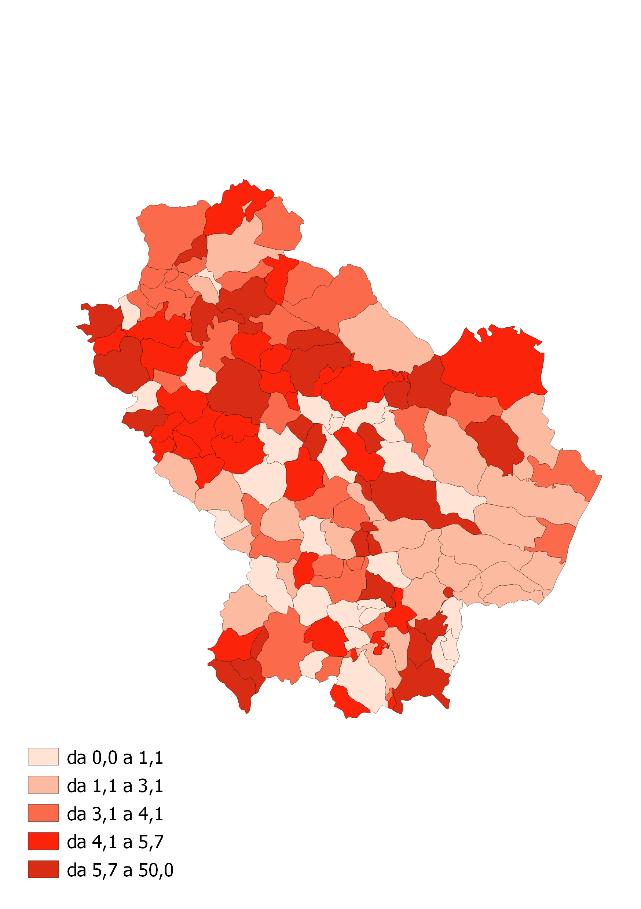 da 0,0 a 1,1
da 1,1 a 3,1
da 3,1 a 4,1
da 4,1 a 5,7
da 5,7 a 50,0